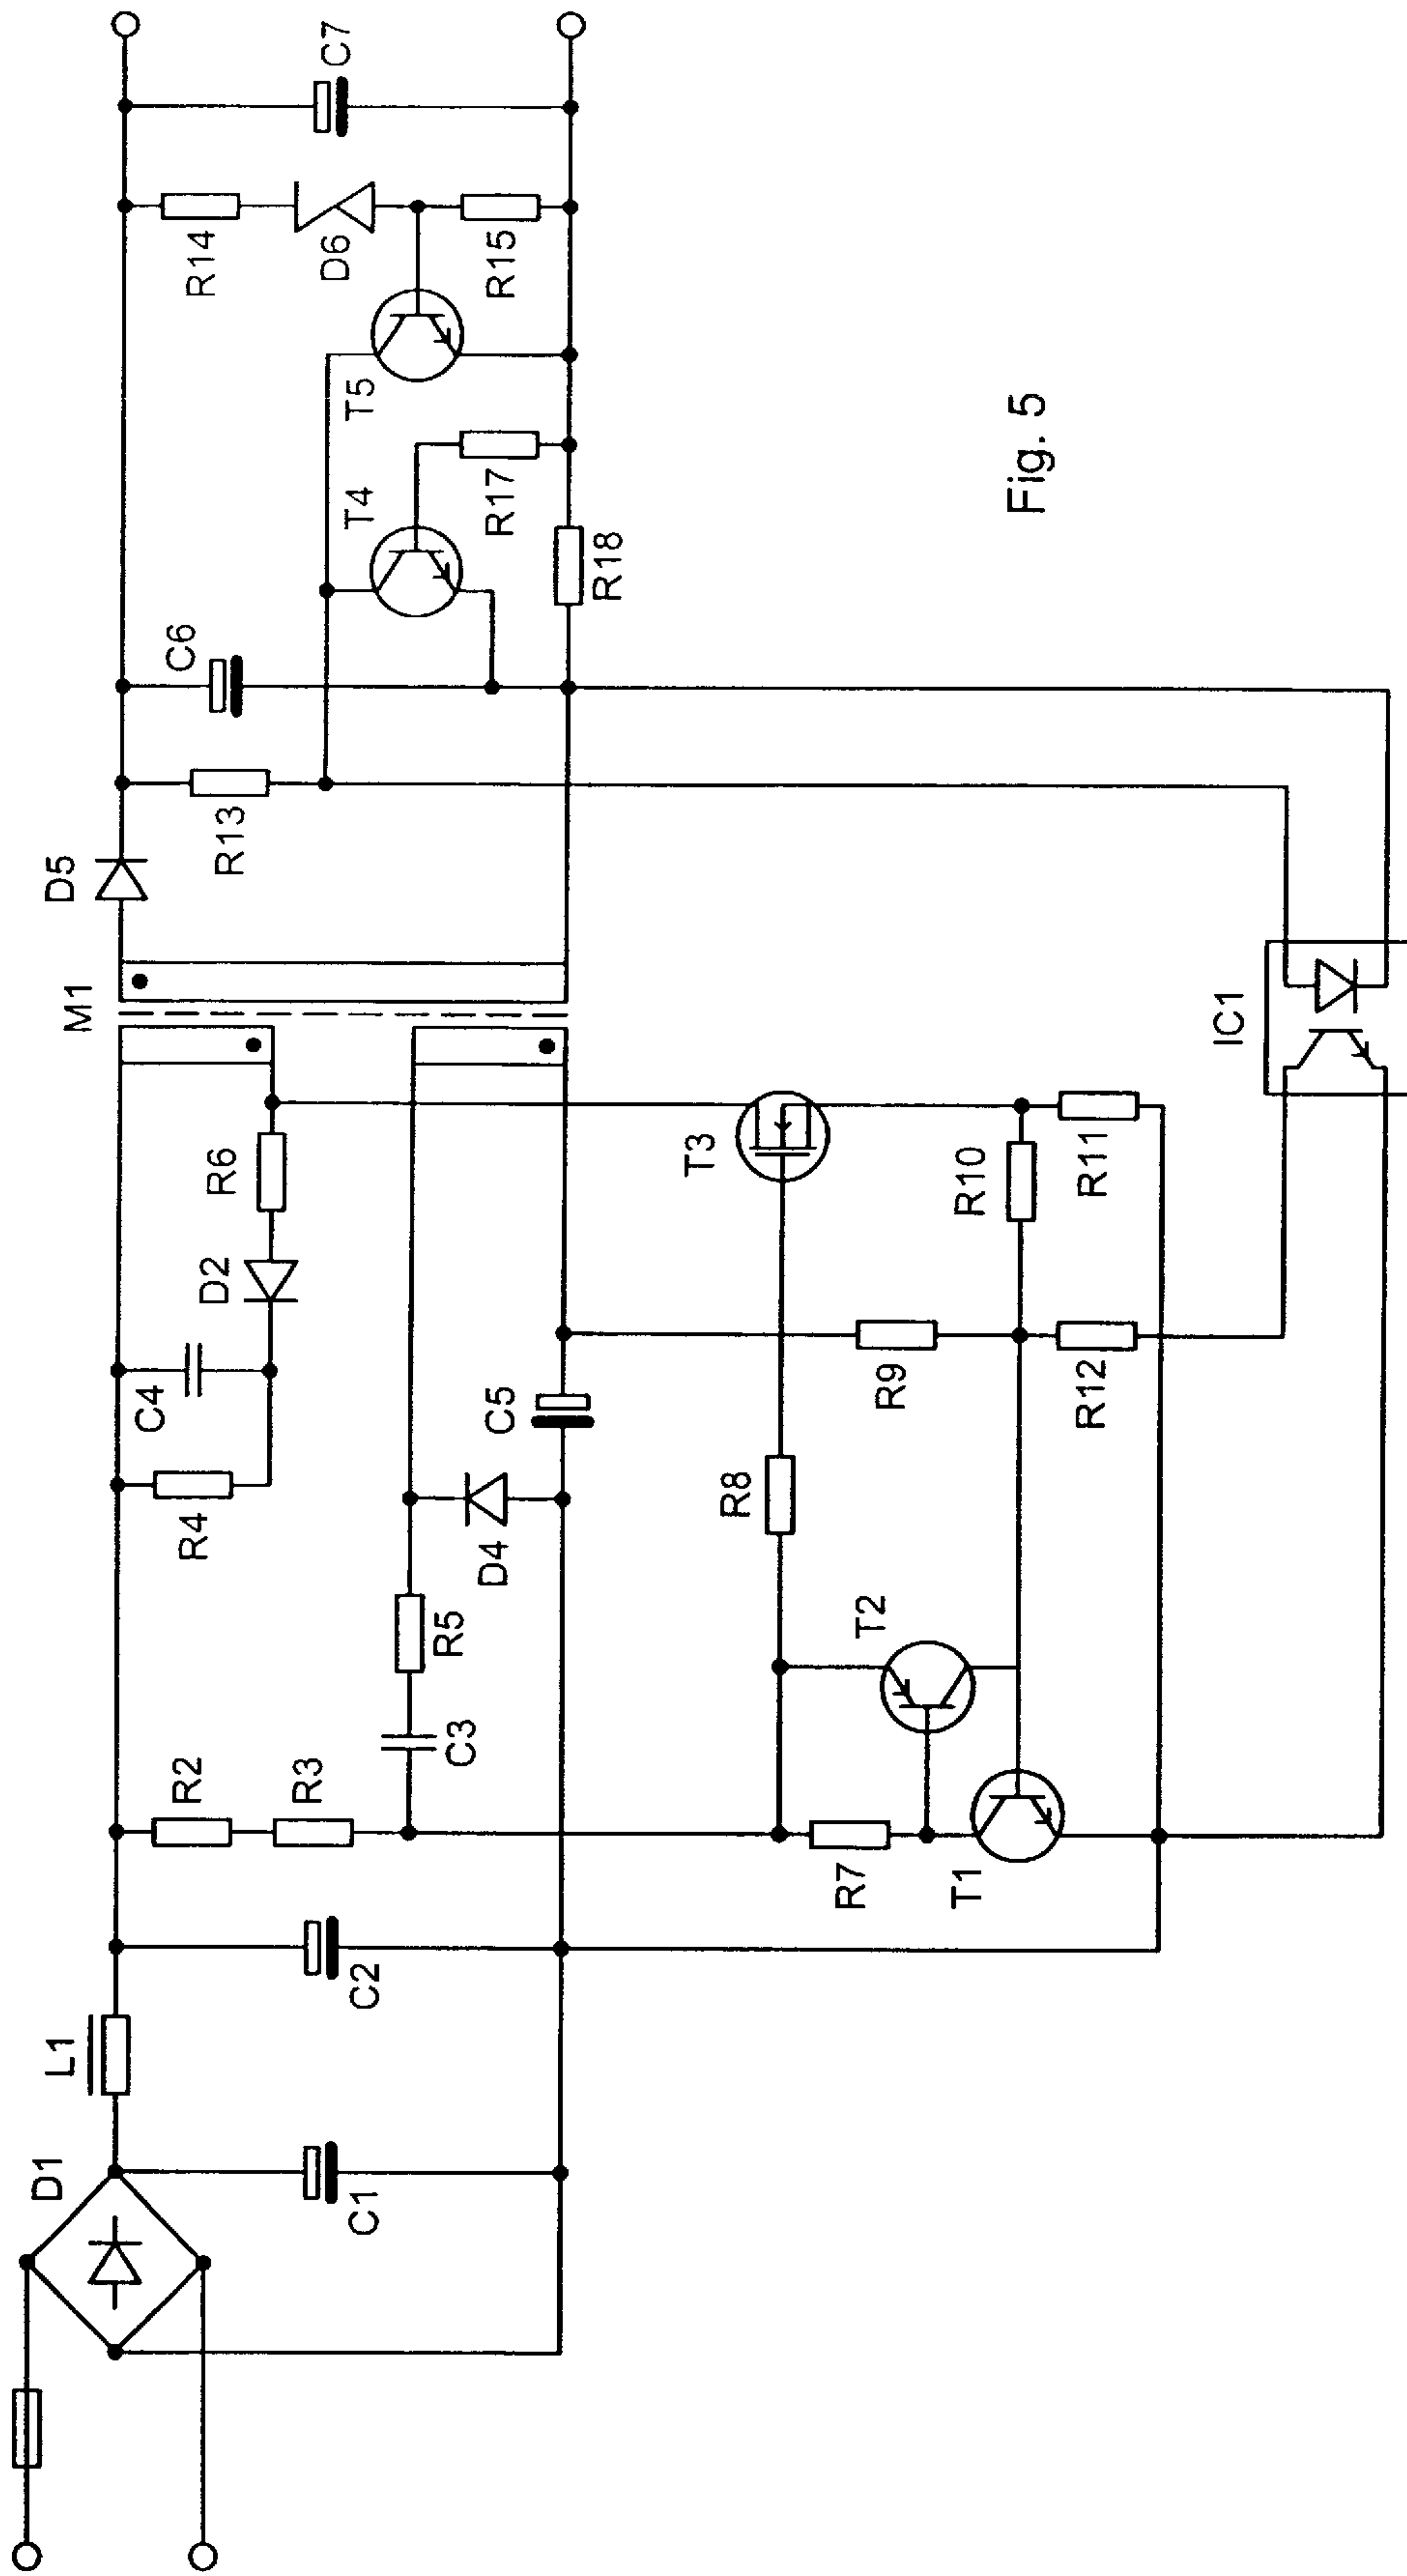 D1
L1
C1
C2
R2
R3
R4
C4
D2
R6
M1
D5
R13
C6
C3
R5
D4
C5
T4
T5
R14
D6
R15
C7
R17
R18
R7
T1
T2
R8
R9
R12
T3
R10
R11
IC1
Fig. 5